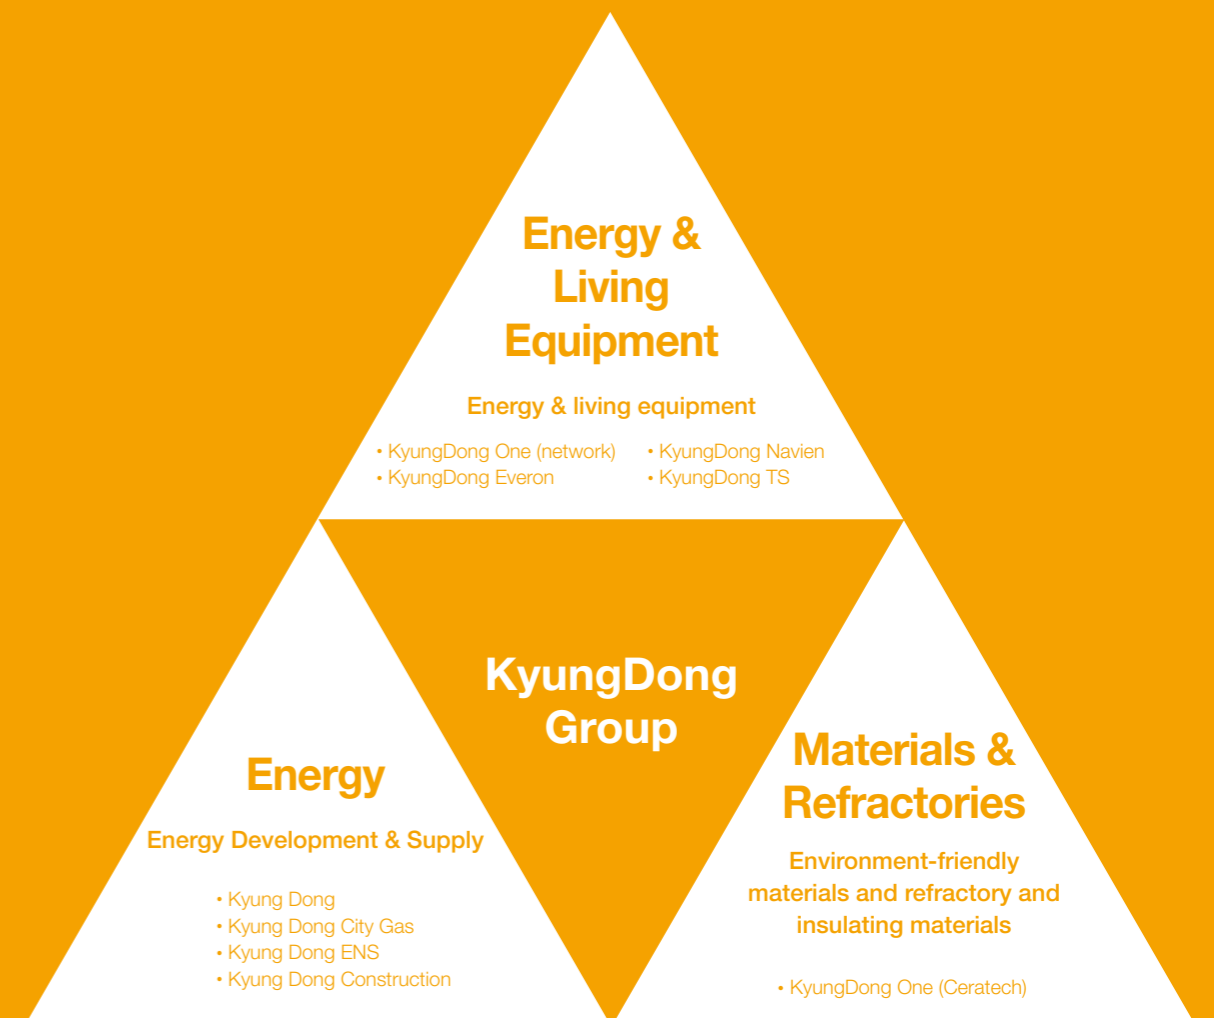 Energy &
Living
Equipment
Energy & living equipment
• KyungDong One (network)
• KyungDong Everon
• KyungDong Navien
• KyungDong TS
KyungDong
Group
Energy
Energy Development & Supply
• Kyung Dong
• Kyung Dong City Gas
• Kyung Dong ENS
• Kyung Dong Construction
Materials &
Refractories
Environment-friendly
materials and refractory and
insulating materials
• KyungDong One (Ceratech)